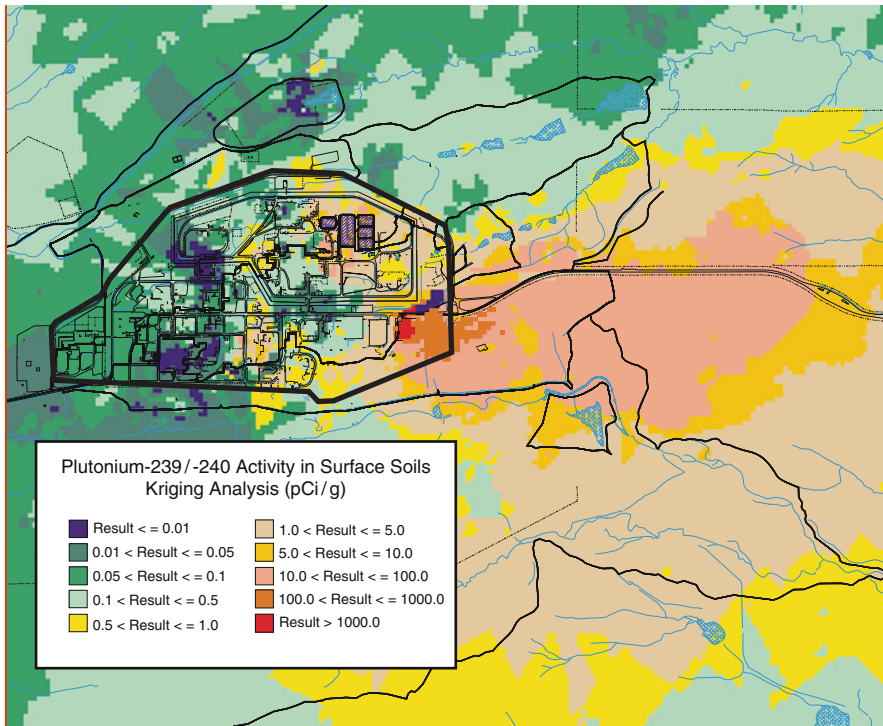 Plutonium-239/-240 Activity in Surface Soils
Kriging Analysis (pCi/g)
Result <= 0.01
0.01 < Result <= 0.05
0.05 < Result <= 0.1
0.1 < Result <= 0.5
0.5 < Result <= 1.0
1.0 < Result <= 5.0
5.0 < Result <= 10.0
10.0 < Result <= 100.0
100.0 < Result <= 1000.0
Result > 1000.0